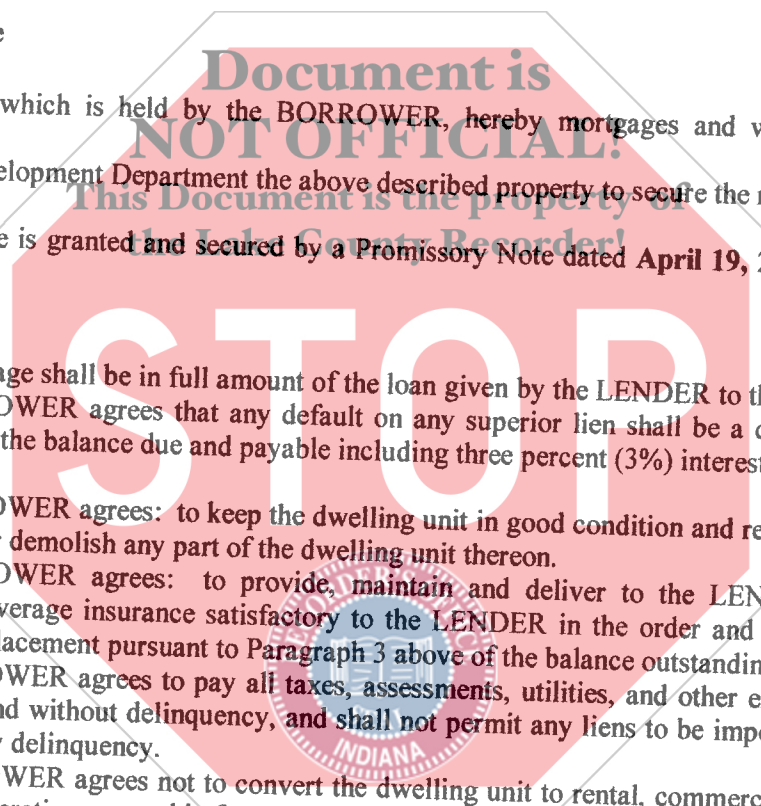 Document is
which is held by the BORROWER, hereby mortgages and
NOT OFFICIAL!
Department the above described property to secure the
This Document is the property of
is granted and secured by a Promissory Note dated April 19,
the Lake County Recorder!
STOP
shall be in full amount of the loan given by the LENDER to
agrees that any default on any superior lien shall be a
the balance due and payable including three percent (3%) interest
OWER agrees: to keep the dwelling unit in good condition and
demolish any part of the dwelling unit thereon.
OWER agrees: to provide, maintain and deliver to the LEN
verage insurance satisfactory to the LENDER in the order and
lacement pursuant to Paragraph 3 above of the balance outstandin
OWER agrees to pay all taxes, assessments, utilities, and other
nd without delinquency, and shall not permit any liens to be imp
delinquency.
OWER agrees not to convert the dwelling unit to rental, commerc
INDIANA